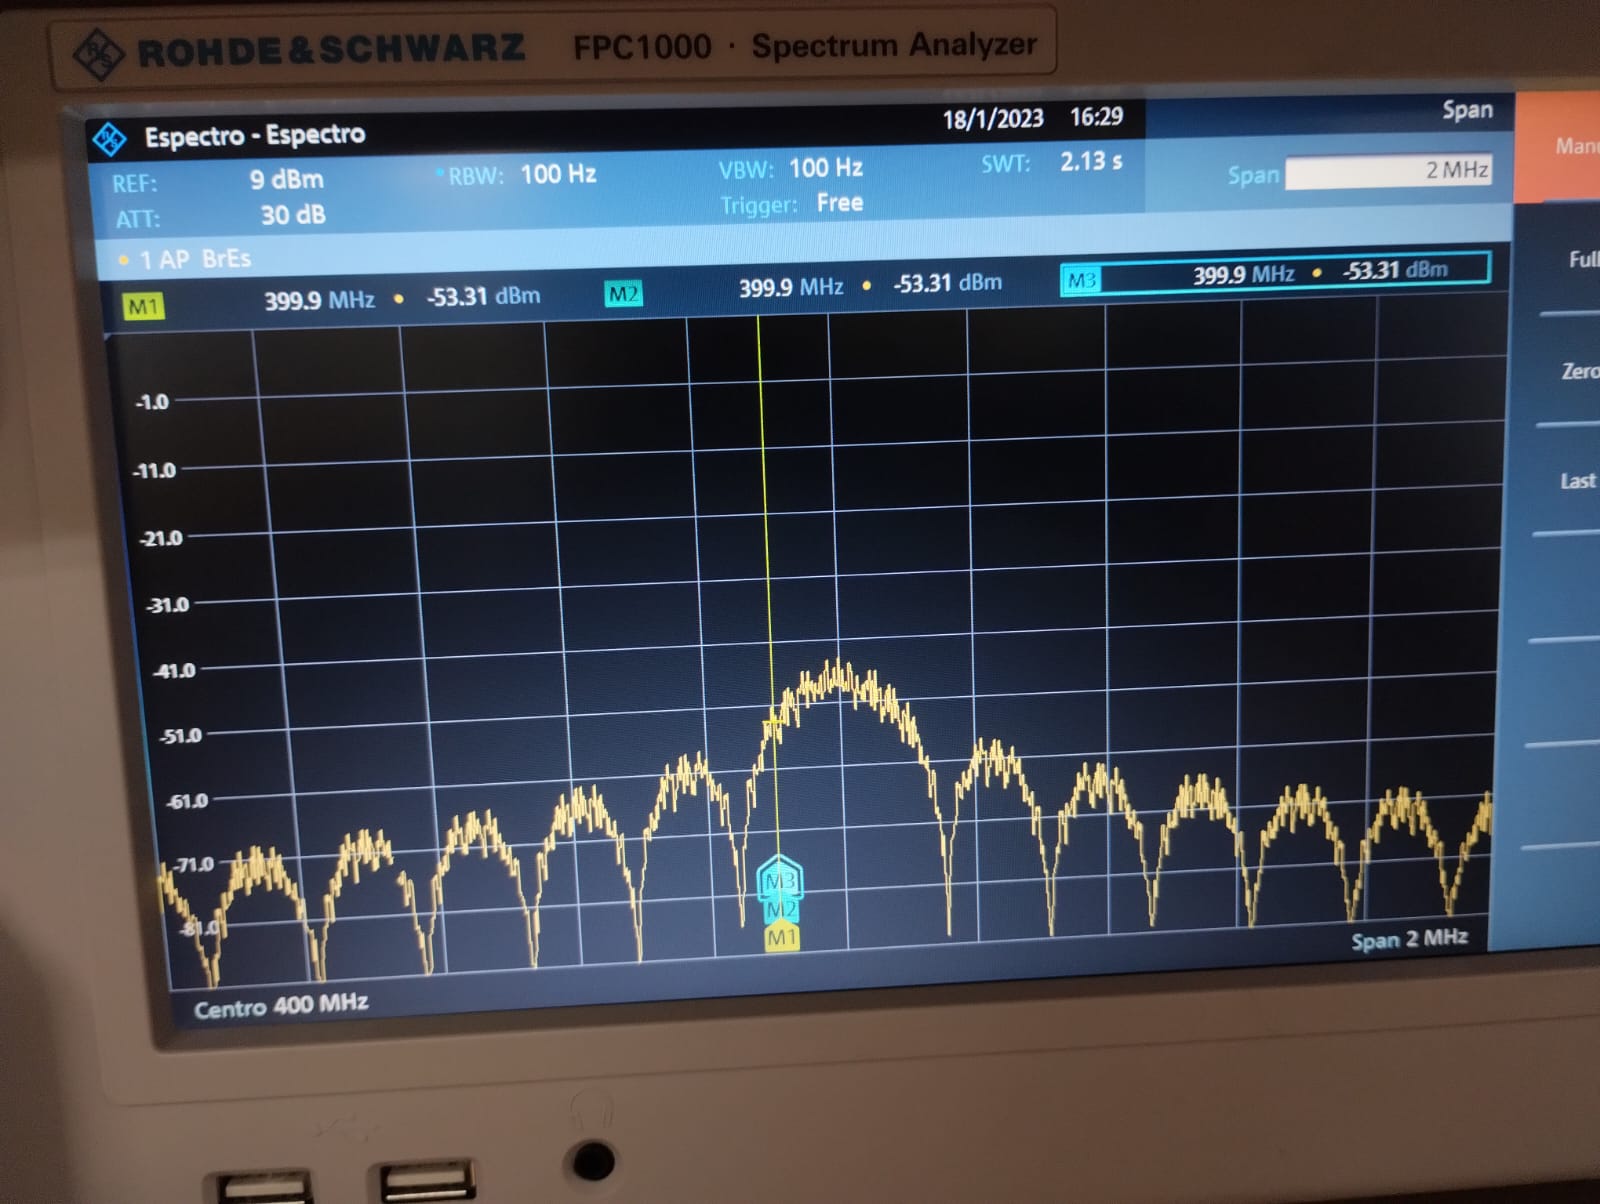 ROHDE & SCHWARZ FPC1000 · Spectrum Analyzer
Espectro - Espectro 18/1/2023 16:29 Span
REF: 9 dBm RBW: 100 Hz VBW: 100 Hz SWT: 2.13 s Span 2 MHz
ATT: 30 dB Trigger: Free
1 AP BrEs
M1 399.9 MHz • -53.31 dBm M2 399.9 MHz • -53.31 dBm M3 399.9 MHz • -53.31 dBm
-1.0
-11.0
-21.0
-31.0
-41.0
-51.0
-61.0
-71.0
-81.0
M3
M2
M1
Centro 400 MHz Span 2 MHz
Full
Zero
Last